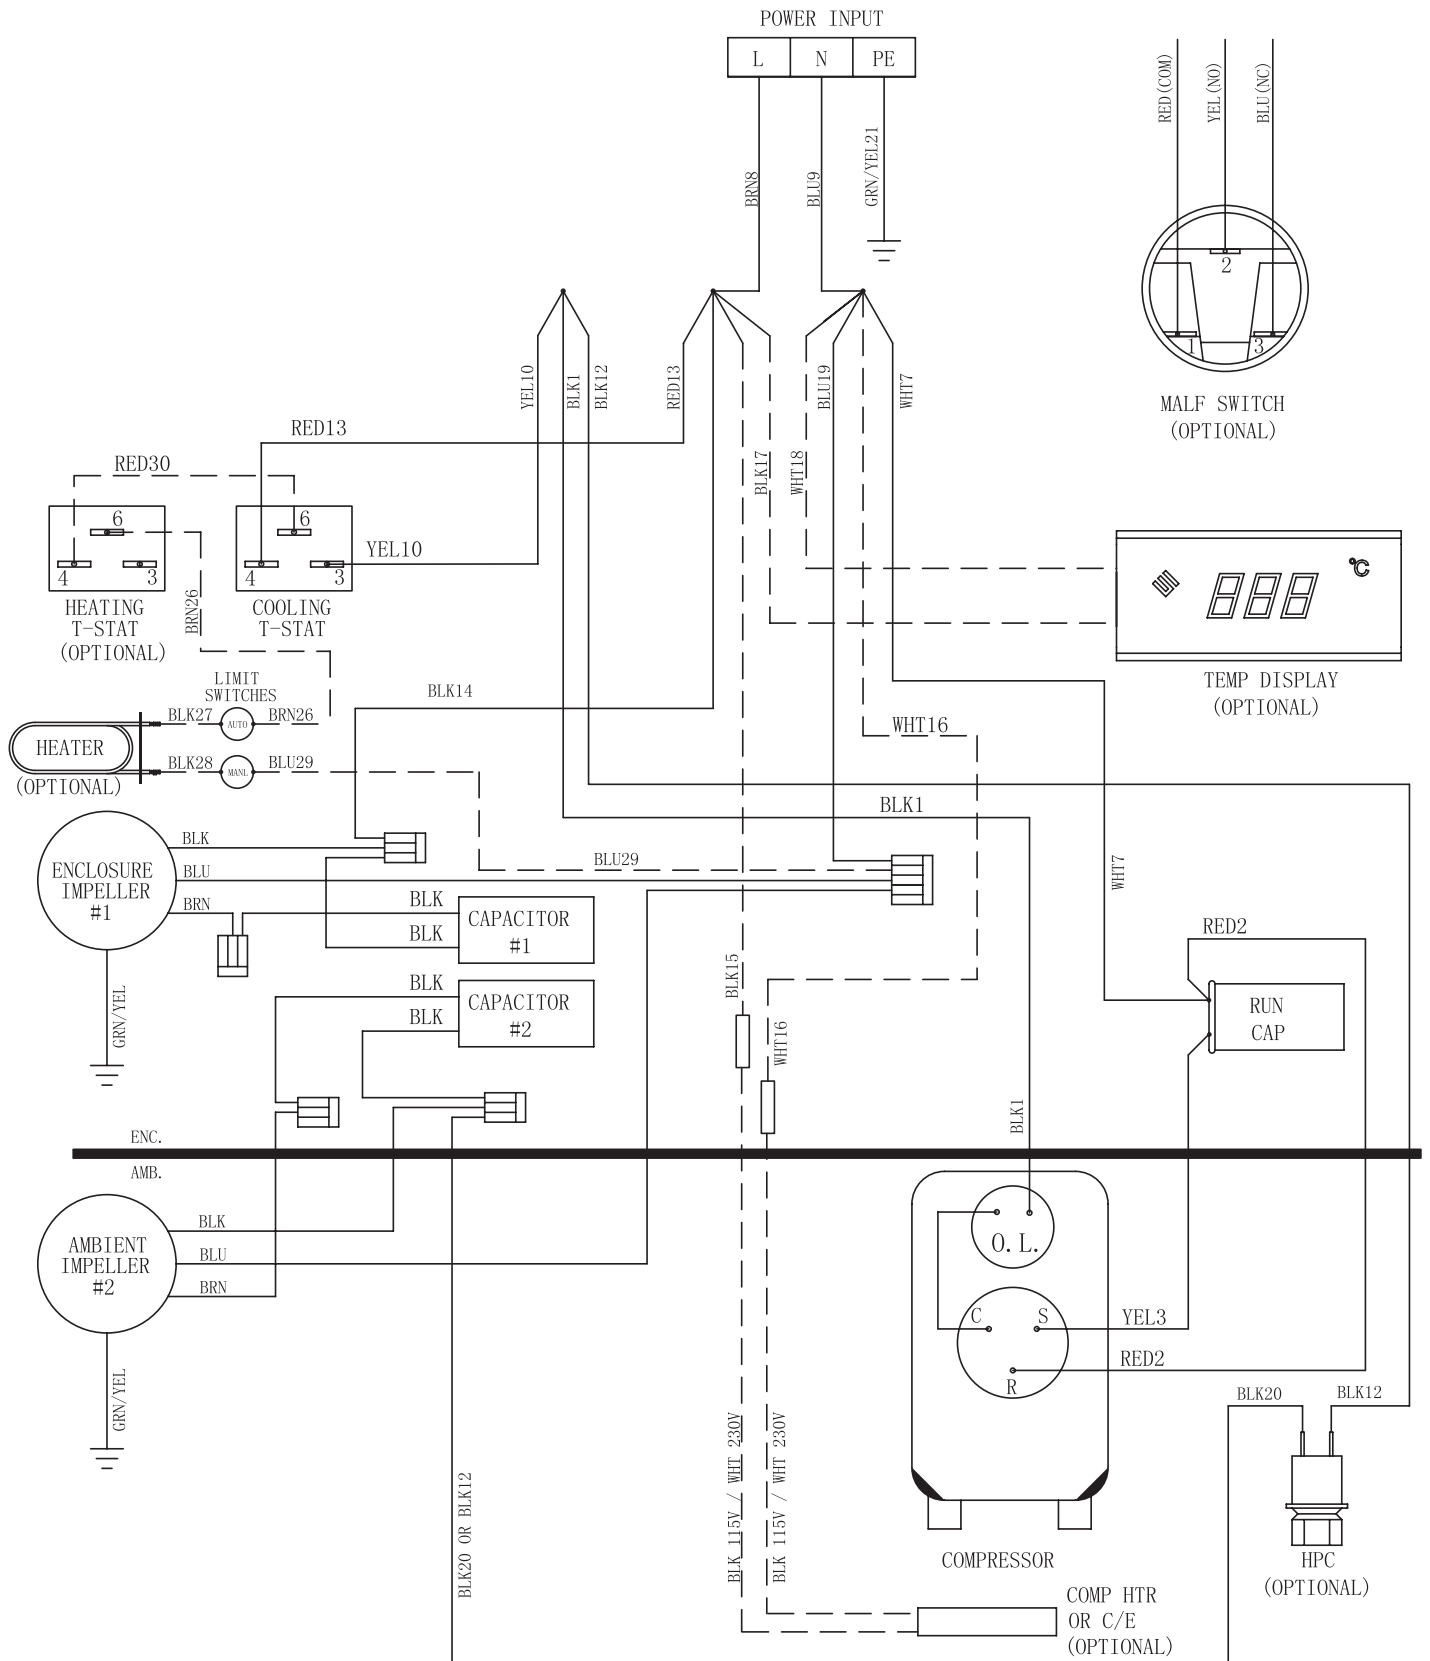 POWER INPUT
L N PE
RED(COM)
YEL(NO)
BLU(NC)
BRN8
BLU9
GRN/YEL21
2
1 3
MALF SWITCH
(OPTIONAL)
YEL10
BLK1
BLK12
RED13
BLU19
WHT7
RED13
BLK17
WHT18
RED30
6
4 3
HEATING
T-STAT
(OPTIONAL)
6
4 3
COOLING
T-STAT
YEL10
BRN26
°C
TEMP DISPLAY
(OPTIONAL)
LIMIT
SWITCHES
BLK14
BLK27 AUTO BRN26
HEATER
(OPTIONAL)
BLK28 MANL BLU29
WHT16
BLK1
BLU29
WHT7
ENCLOSURE
IMPELLER
#1
BLK
BLU
BRN
GRN/YEL
BLK
BLK
CAPACITOR
#1
BLK
BLK
CAPACITOR
#2
BLK15
WHT16
RED2
RUN
CAP
BLK1
ENC.
AMB.
AMBIENT
IMPELLER
#2
BLK
BLU
BRN
GRN/YEL
O.L.
C S
R
YEL3
RED2
COMPRESSOR
BLK20 BLK12
HPC
(OPTIONAL)
BLK20 OR BLK12
BLK 115V / WHT 230V
BLK 115V / WHT 230V
COMP HTR
OR C/E
(OPTIONAL)